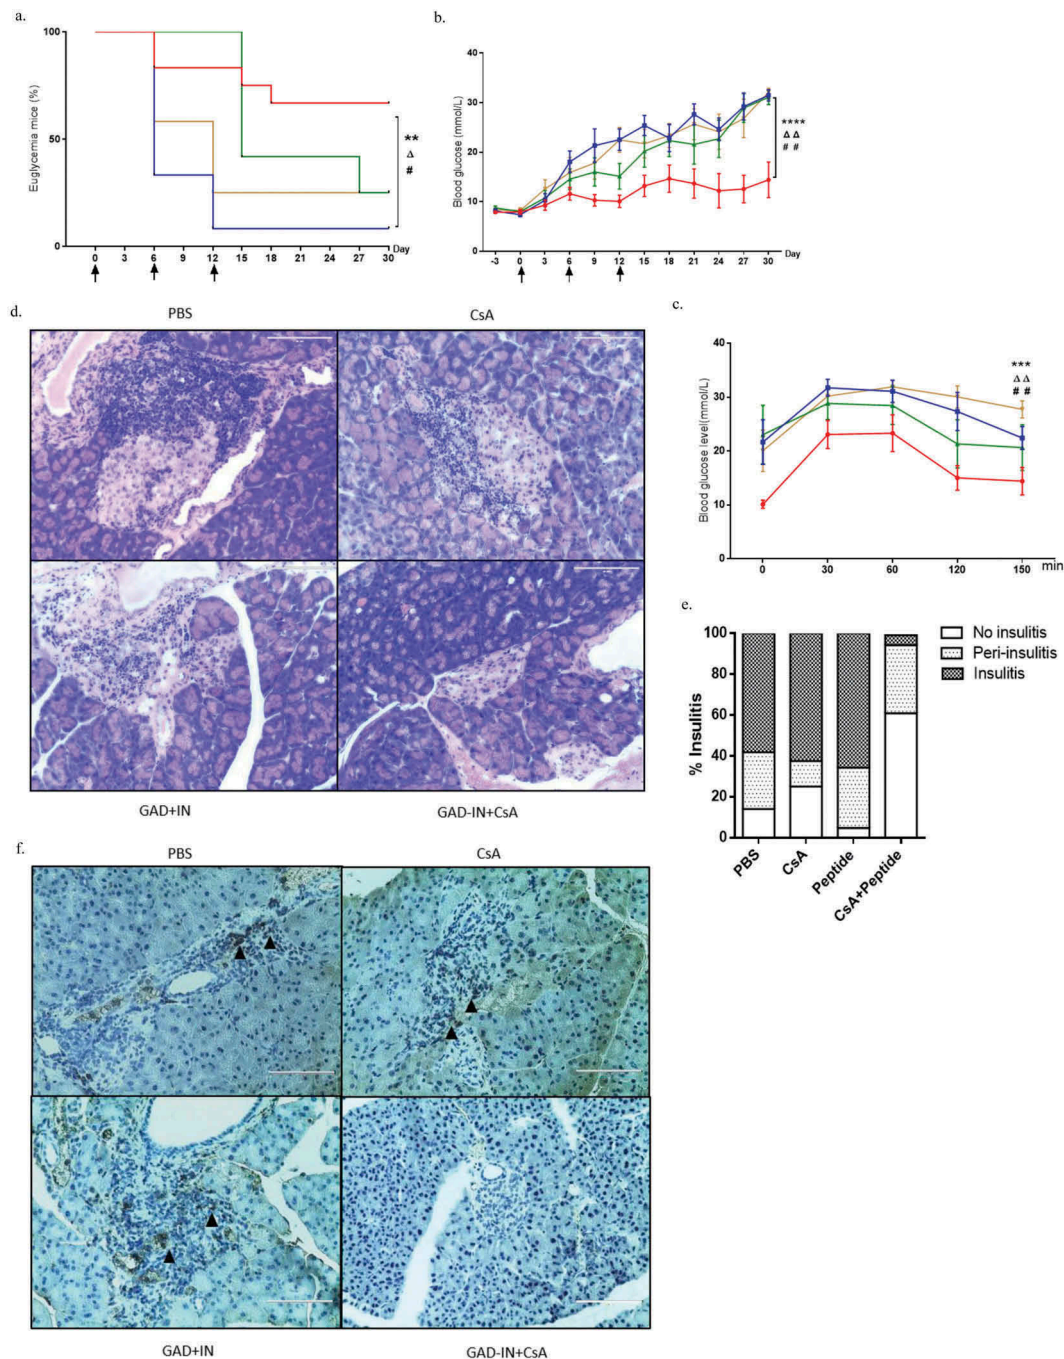 a.
100
50
0
Euglycemia mice (%)
0 3 6 9 12 15 18 21 24 27 30
Day
**
Δ
#
b.
40
30
20
10
0
Blood glucose (mmol/L)
-3 0 3 6 9 12 15 18 21 24 27 30
Day
****
Δ Δ
# #
c.
40
30
20
10
0
Blood glucose level(mmol/L)
0 30 60 120 150 min
***
Δ Δ
# #
d.
PBS CsA
GAD+IN GAD-IN+CsA
e.
100
80
60
40
20
0
% Insulitis
PBS CsA Peptide CsA+Peptide
No insulitis
Peri-insulitis
Insulitis
f.
PBS CsA
GAD+IN GAD-IN+CsA